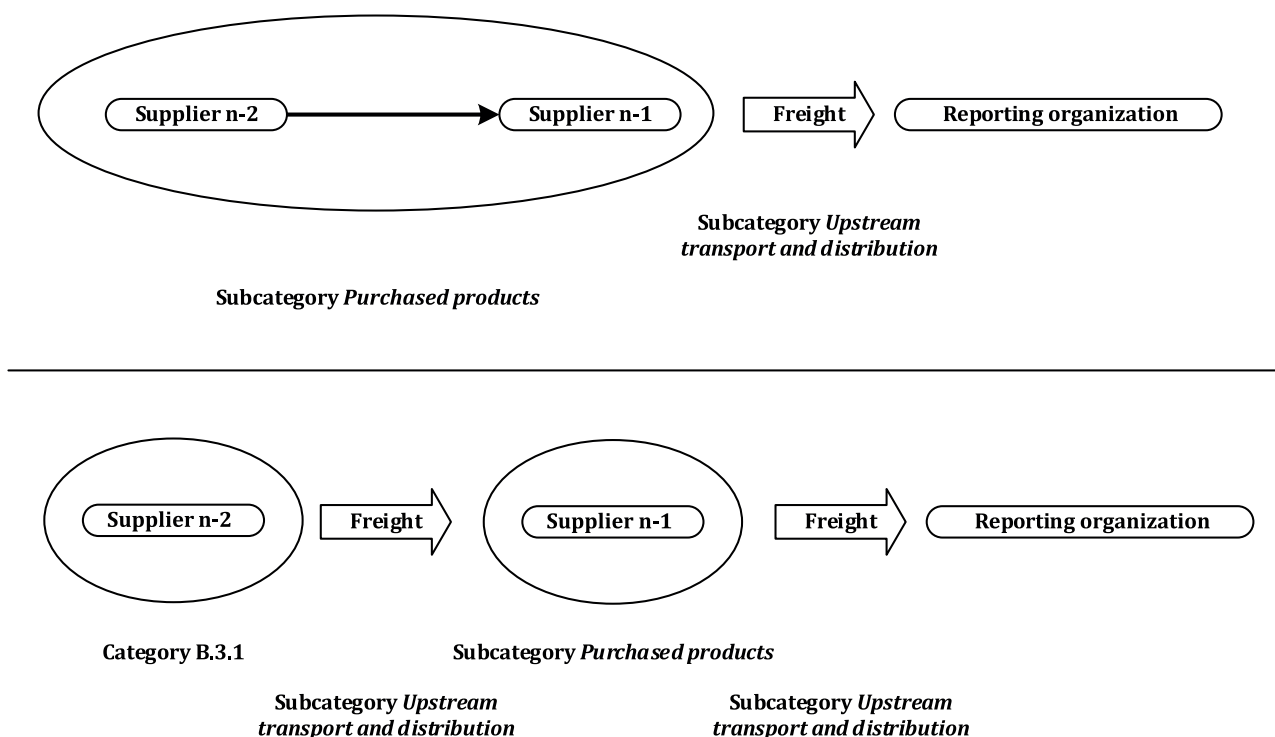 Supplier n-2
Supplier n-1
Freight
Reporting organization
Subcategory Upstream
transport and distribution
Subcategory Purchased products
Supplier n-2
Freight
Supplier n-1
Freight
Reporting organization
Category B.3.1
Subcategory Purchased products
Subcategory Upstream
transport and distribution
Subcategory Upstream
transport and distribution